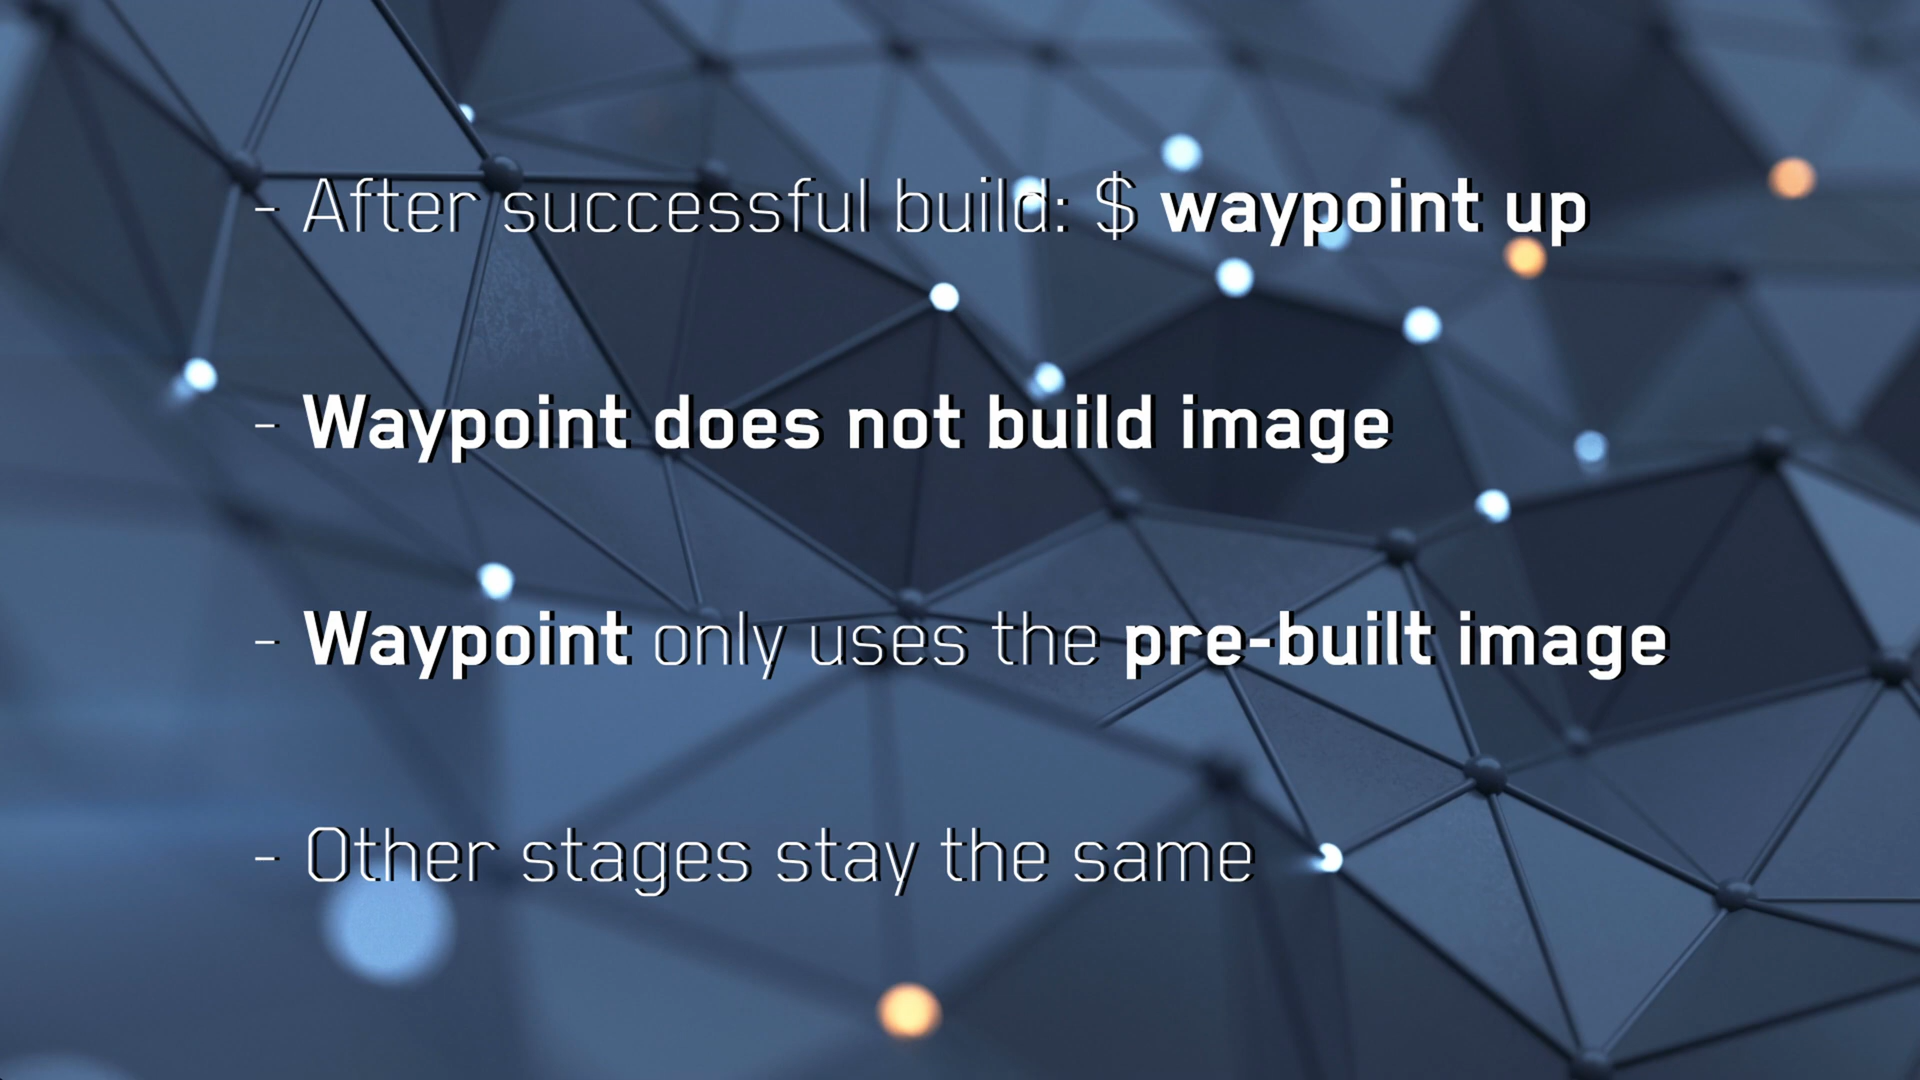 - After successful build: $ waypoint up
- Waypoint does not build image
- Waypoint only uses the pre-built image
- Other stages stay the same